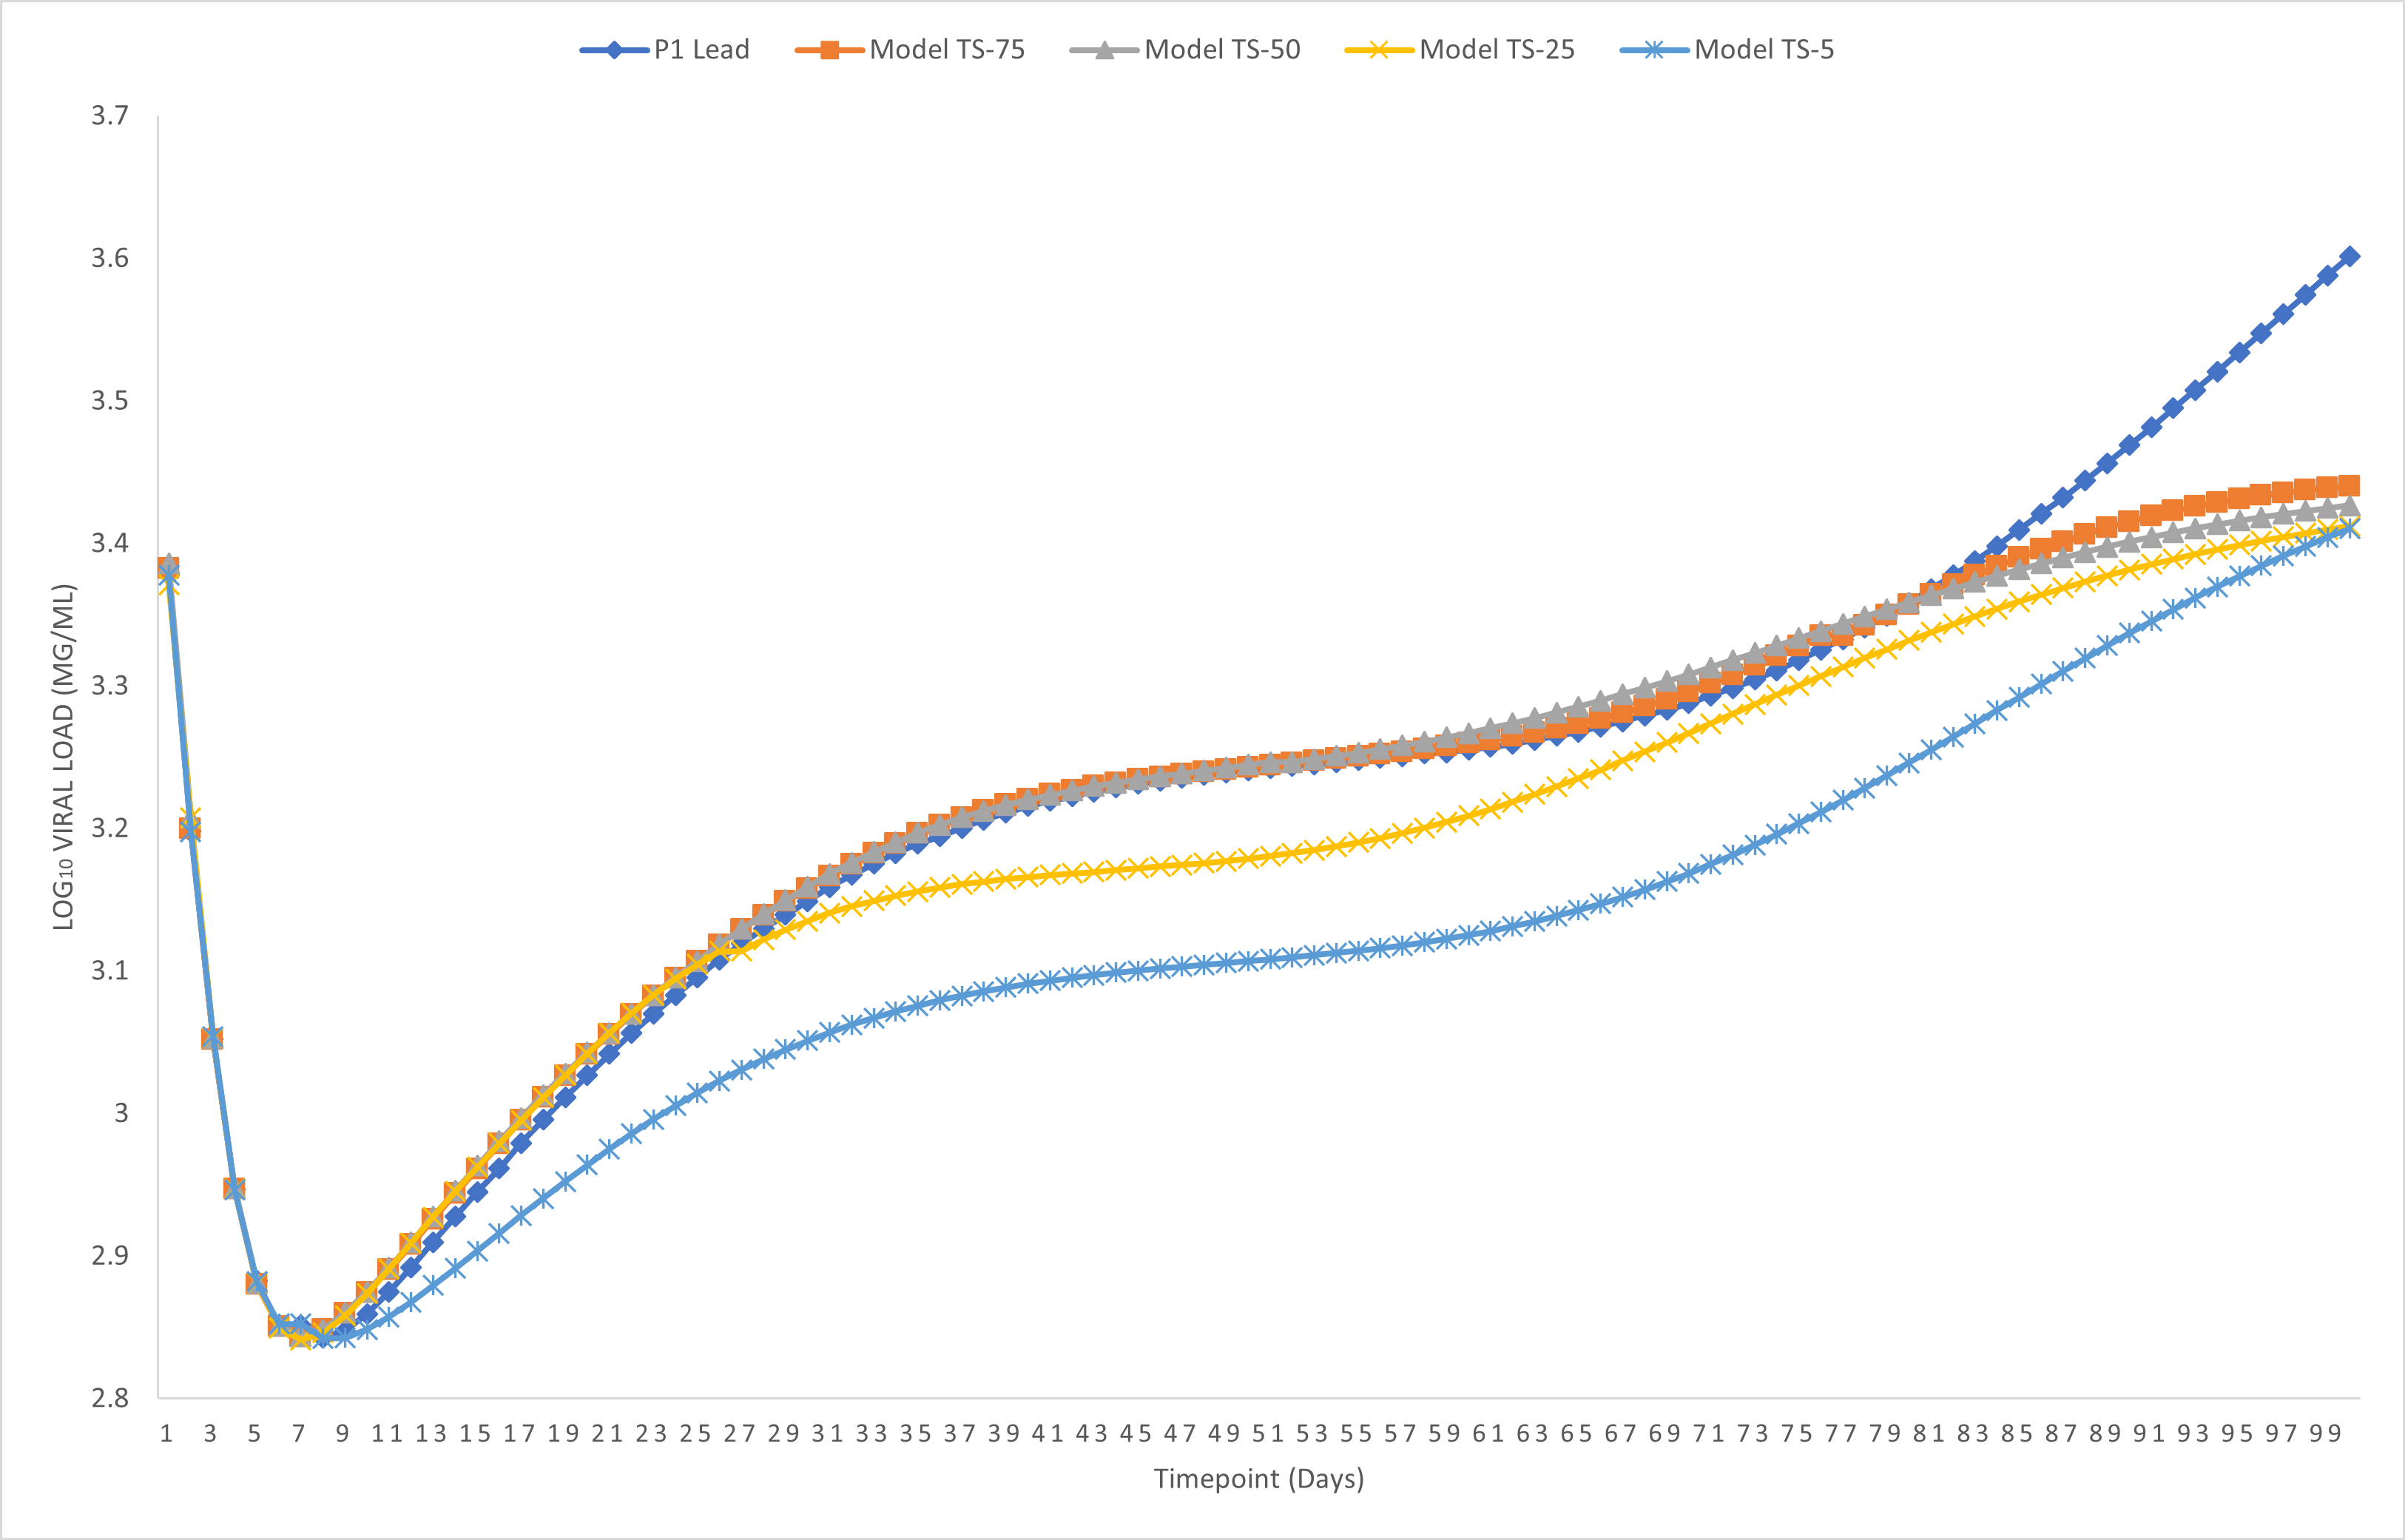 P1 Lead Model TS-75 Model TS-50 Model TS-25 Model TS-5
3.7
3.6
3.5
3.4
3.3
3.2
3.1
3
2.9
2.8
LOG10 VIRAL LOAD (MG/ML)
1 3 5 7 9 11 13 15 17 19 21 23 25 27 29 31 33 35 37 39 41 43 45 47 49 51 53 55 57 59 61 63 65 67 69 71 73 75 77 79 81 83 85 87 89 91 93 95 97 99
Timepoint (Days)